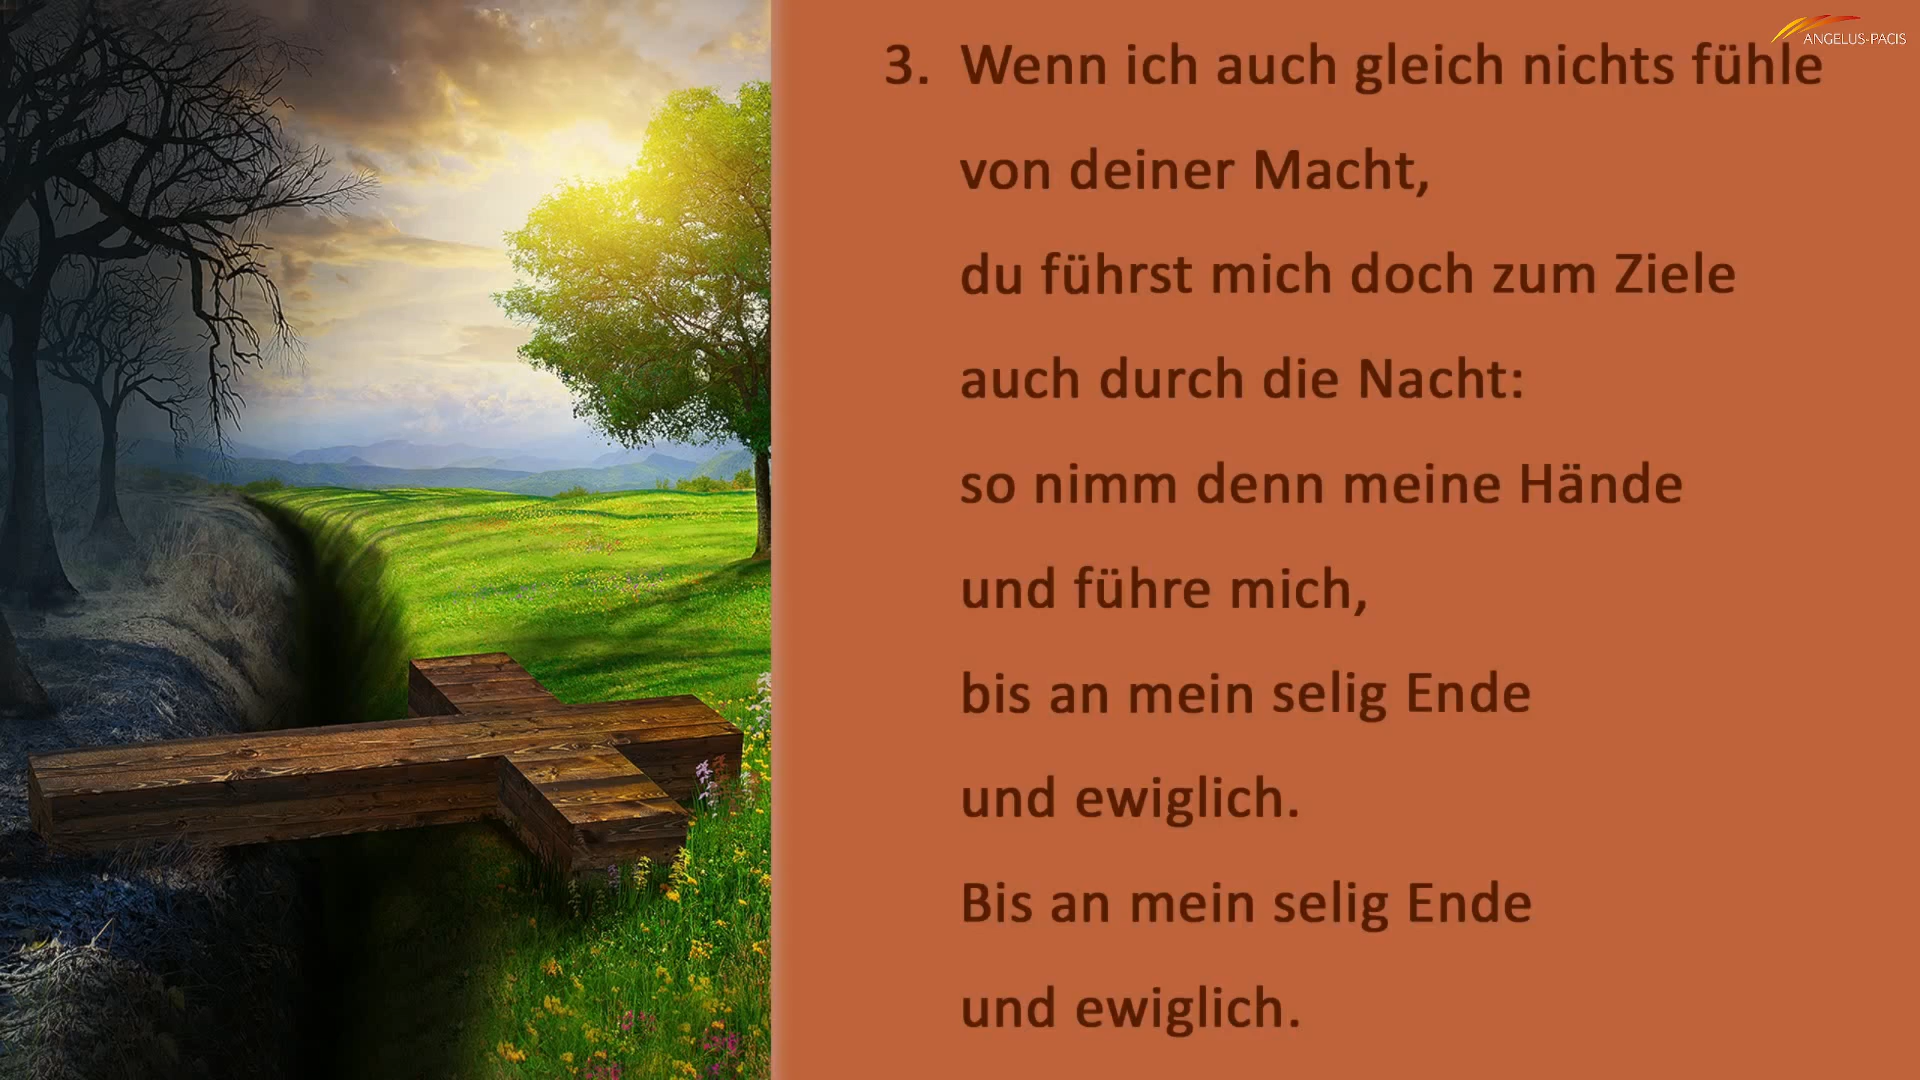 ANGELUS-PACIS
3. Wenn ich auch gleich nichts fühle
von deiner Macht,
du führst mich doch zum Ziele
auch durch die Nacht:
so nimm denn meine Hände
und führe mich,
bis an mein selig Ende
und ewiglich.
Bis an mein selig Ende
und ewiglich.